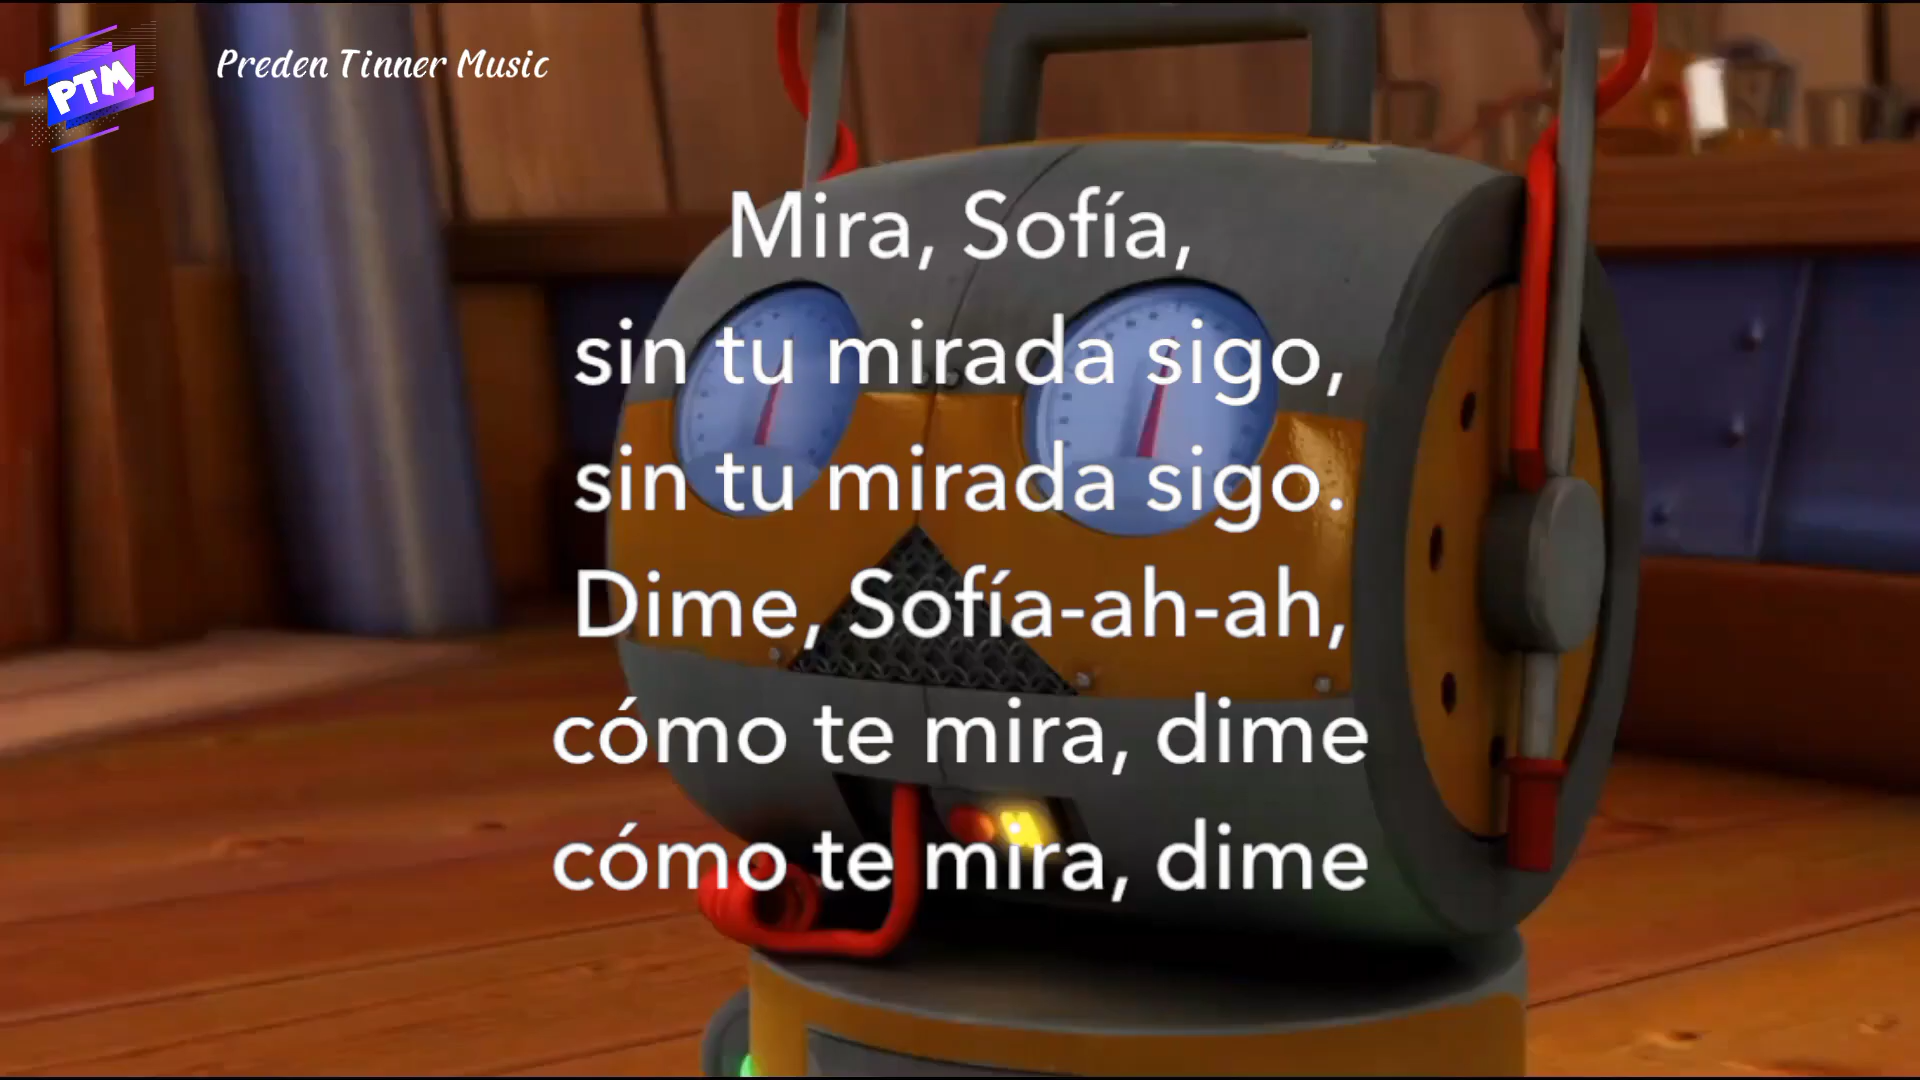 PTM
Preden Tinner Music
Mira, Sofía,
sin tu mirada sigo,
sin tu mirada sigo.
Dime, Sofía-ah-ah,
cómo te mira, dime
cómo te mira, dime